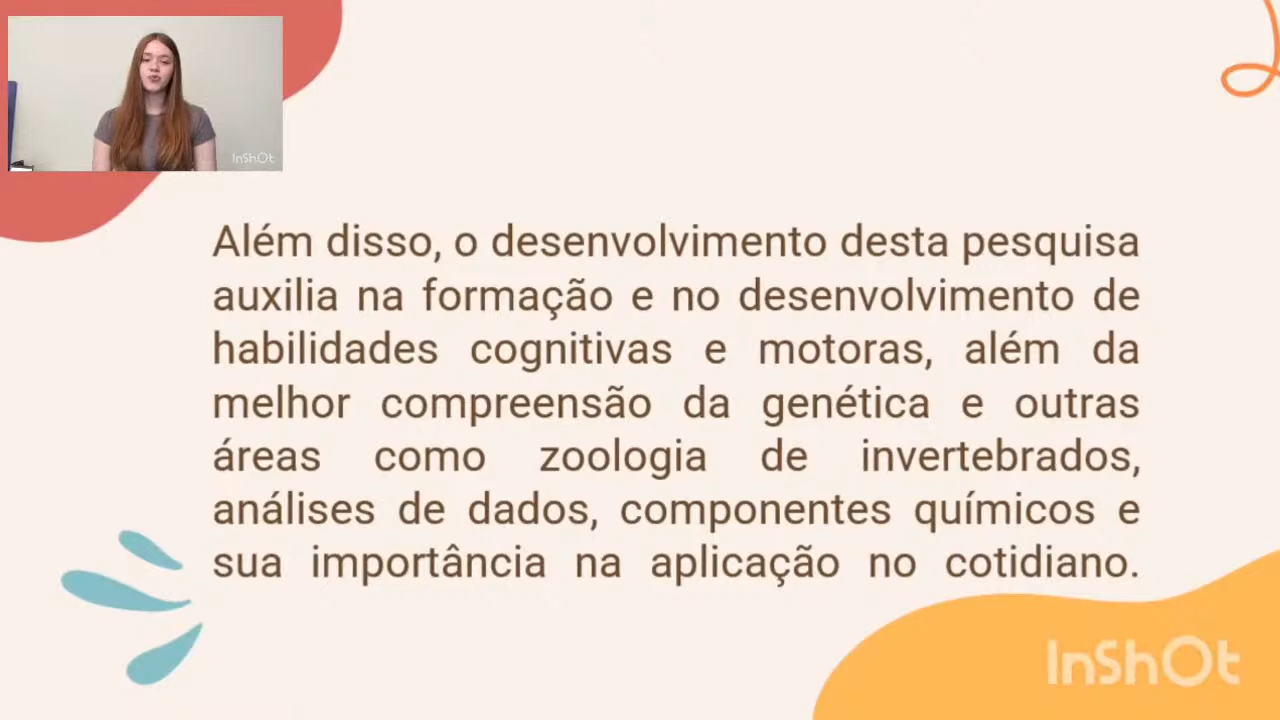 InShOt
Além disso, o desenvolvimento desta pesquisa
auxilia na formação e no desenvolvimento de
habilidades cognitivas e motoras, além da
melhor compreensão da genética e outras
áreas como zoologia de invertebrados,
análises de dados, componentes químicos e
sua importância na aplicação no cotidiano.
InShOt